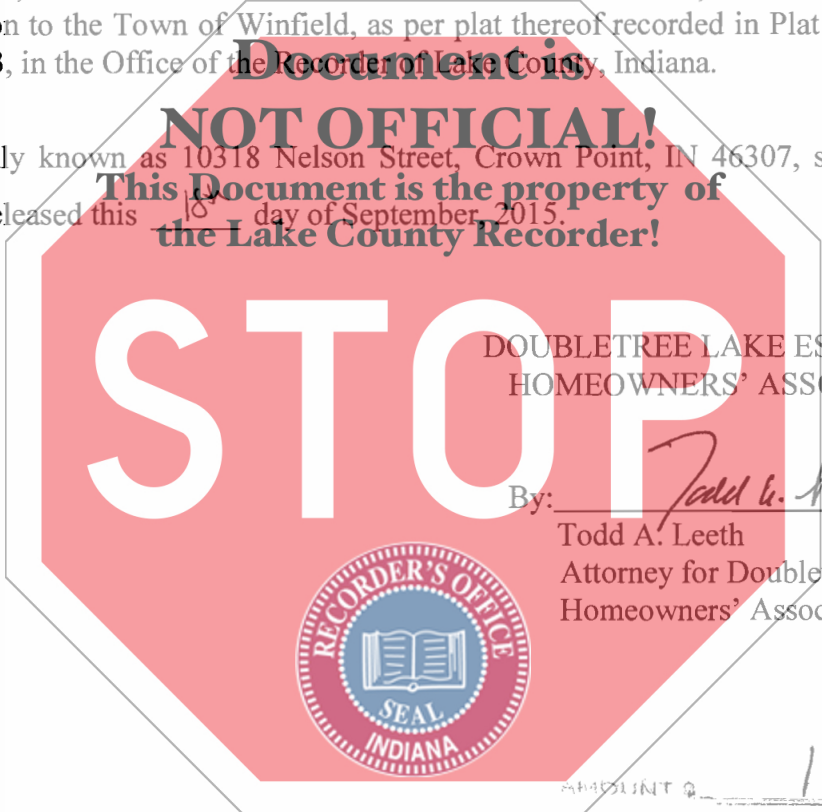 n to the Town of Winfield, as per plat thereof recorded in Plat
Document is
, in the Office of the Recorder of Lake County, Indiana.
NOT OFFICIAL!
ly known as 10318 Nelson Street, Crown Point, IN 46307, s
This Document is the property of
leased this 18th day of September, 2015.
the Lake County Recorder!
STOP
DOUBLETREE LAKE ES
HOMEOWNERS' ASSO
By:
Todd A. Leeth
Attorney for Double
Homeowners' Assoc
RECORDER'S OFFICE
SEAL
INDIANA
AMOUNT $